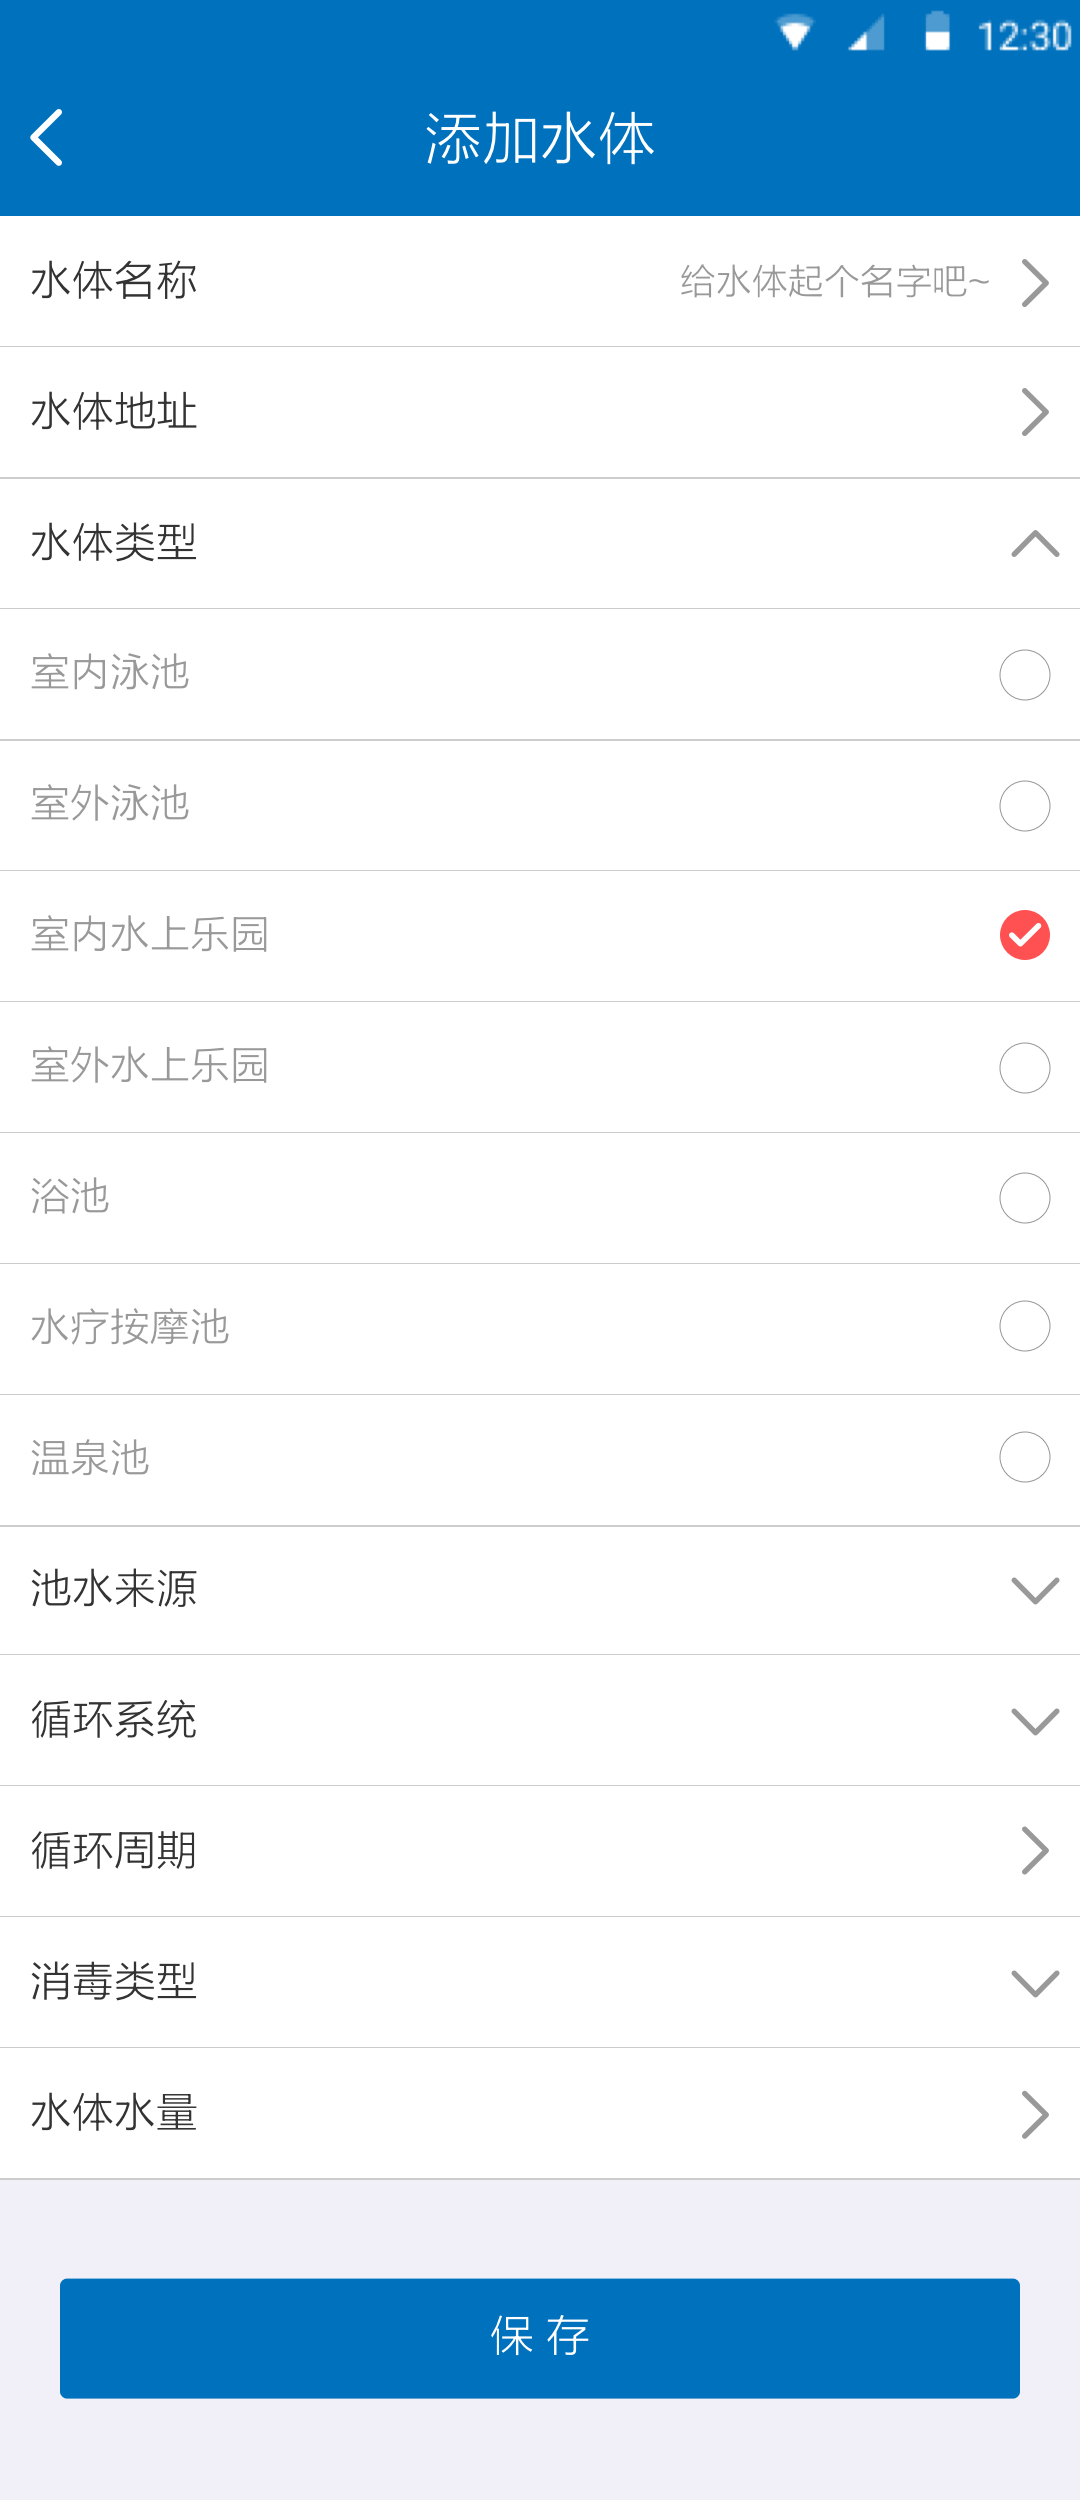 12:30
添加水体
水体名称 给水体起个名字吧~
水体地址
水体类型
室内泳池
室外泳池
室内水上乐园
室外水上乐园
浴池
水疗按摩池
温泉池
池水来源
循环系统
循环周期
消毒类型
水体水量
保存